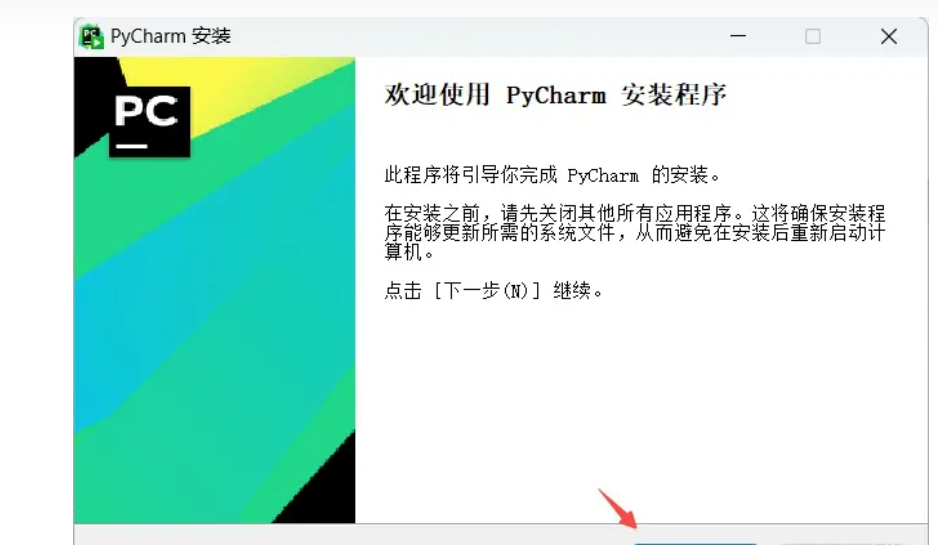 PyCharm 安装
PC
欢迎使用 PyCharm 安装程序
此程序将引导你完成 PyCharm 的安装。
在安装之前，请先关闭其他所有应用程序。这将确保安装程
序能够更新所需的系统文件，从而避免在安装后重新启动计
算机。
点击 [下一步(N)] 继续。